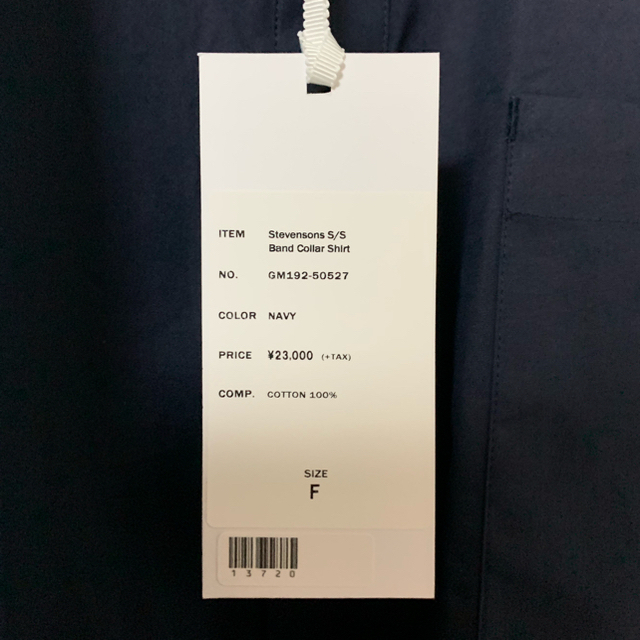 ITEM Stevensons S/S
Band Collar Shirt
NO. GM192-50527
COLOR NAVY
PRICE ¥23,000 (+TAX)
COMP. COTTON 100%
SIZE
F
13720